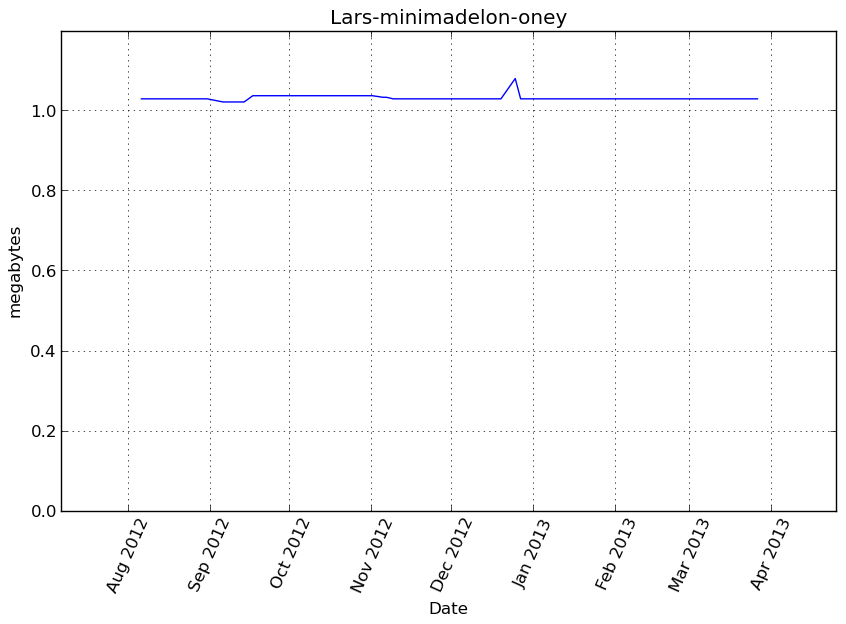 Lars-minimadelon-oney
megabytes
1.0
0.8
0.6
0.4
0.2
0.0
Aug 2012
Sep 2012
Oct 2012
Nov 2012
Dec 2012
Jan 2013
Feb 2013
Mar 2013
Apr 2013
Date